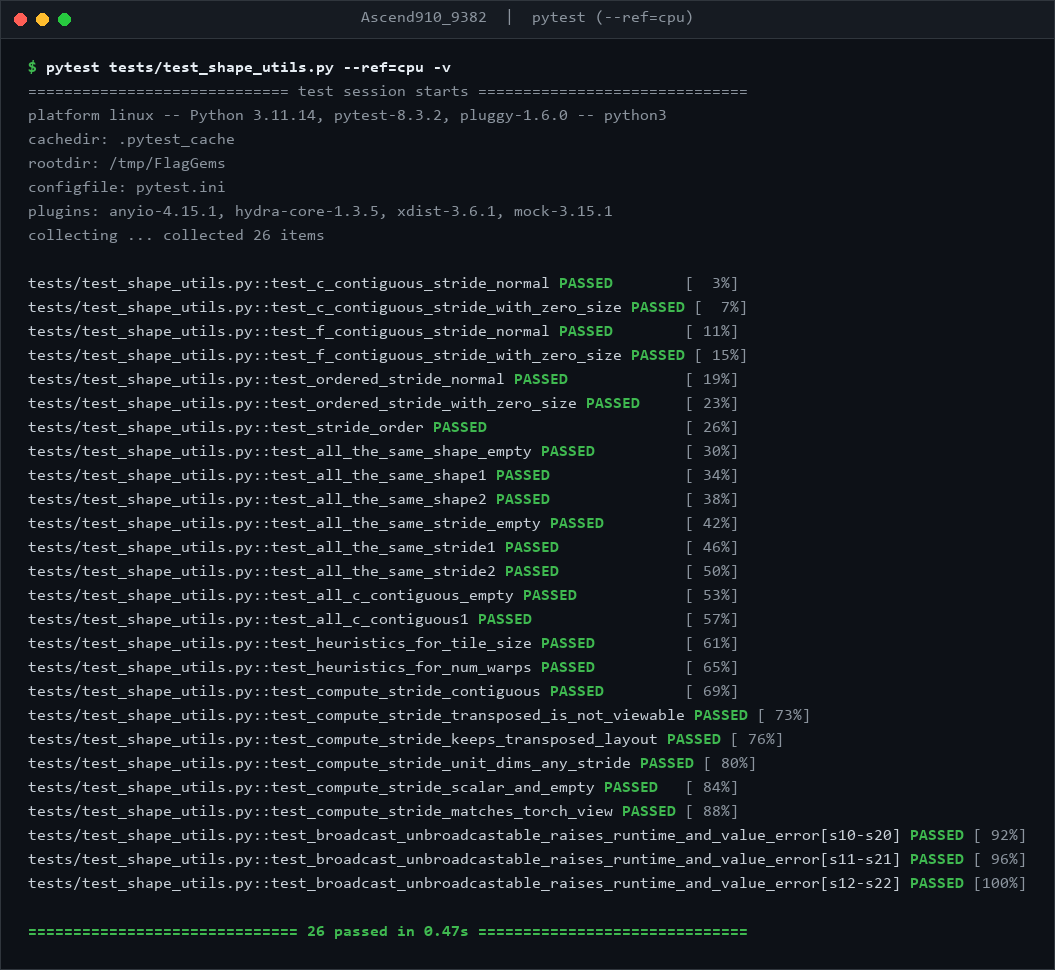 Ascend910_9382 | pytest (--ref=cpu)
$ pytest tests/test_shape_utils.py --ref=cpu -v
============================= test session starts ==============================
platform linux -- Python 3.11.14, pytest-8.3.2, pluggy-1.6.0 -- python3
cachedir: .pytest_cache
rootdir: /tmp/FlagGems
configfile: pytest.ini
plugins: anyio-4.15.1, hydra-core-1.3.5, xdist-3.6.1, mock-3.15.1
collecting ... collected 26 items
tests/test_shape_utils.py::test_c_contiguous_stride_normal PASSED        [  3%]
tests/test_shape_utils.py::test_c_contiguous_stride_with_zero_size PASSED [  7%]
tests/test_shape_utils.py::test_f_contiguous_stride_normal PASSED        [ 11%]
tests/test_shape_utils.py::test_f_contiguous_stride_with_zero_size PASSED [ 15%]
tests/test_shape_utils.py::test_ordered_stride_normal PASSED             [ 19%]
tests/test_shape_utils.py::test_ordered_stride_with_zero_size PASSED     [ 23%]
tests/test_shape_utils.py::test_stride_order PASSED                      [ 26%]
tests/test_shape_utils.py::test_all_the_same_shape_empty PASSED          [ 30%]
tests/test_shape_utils.py::test_all_the_same_shape1 PASSED               [ 34%]
tests/test_shape_utils.py::test_all_the_same_shape2 PASSED               [ 38%]
tests/test_shape_utils.py::test_all_the_same_stride_empty PASSED         [ 42%]
tests/test_shape_utils.py::test_all_the_same_stride1 PASSED              [ 46%]
tests/test_shape_utils.py::test_all_the_same_stride2 PASSED              [ 50%]
tests/test_shape_utils.py::test_all_c_contiguous_empty PASSED            [ 53%]
tests/test_shape_utils.py::test_all_c_contiguous1 PASSED                 [ 57%]
tests/test_shape_utils.py::test_heuristics_for_tile_size PASSED          [ 61%]
tests/test_shape_utils.py::test_heuristics_for_num_warps PASSED          [ 65%]
tests/test_shape_utils.py::test_compute_stride_contiguous PASSED         [ 69%]
tests/test_shape_utils.py::test_compute_stride_transposed_is_not_viewable PASSED [ 73%]
tests/test_shape_utils.py::test_compute_stride_keeps_transposed_layout PASSED [ 76%]
tests/test_shape_utils.py::test_compute_stride_unit_dims_any_stride PASSED [ 80%]
tests/test_shape_utils.py::test_compute_stride_scalar_and_empty PASSED   [ 84%]
tests/test_shape_utils.py::test_compute_stride_matches_torch_view PASSED [ 88%]
tests/test_shape_utils.py::test_broadcast_unbroadcastable_raises_runtime_and_value_error[s10-s20] PASSED [ 92%]
tests/test_shape_utils.py::test_broadcast_unbroadcastable_raises_runtime_and_value_error[s11-s21] PASSED [ 96%]
tests/test_shape_utils.py::test_broadcast_unbroadcastable_raises_runtime_and_value_error[s12-s22] PASSED [100%]
============================== 26 passed in 0.47s ==============================